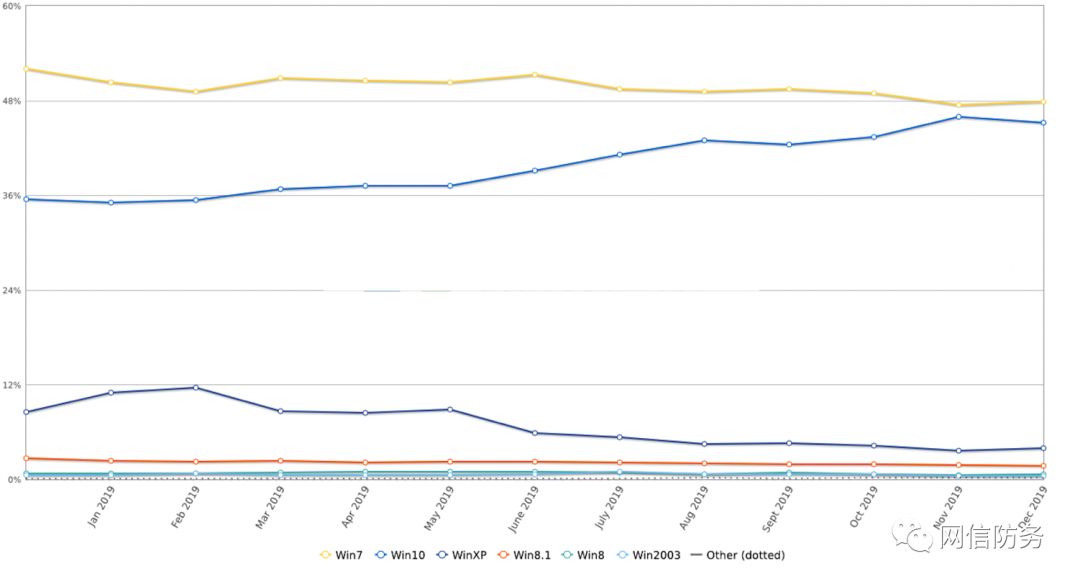 60%
48%
36%
24%
12%
0%
Jan 2019
Feb 2019
Mar 2019
Apr 2019
May 2019
June 2019
July 2019
Aug 2019
Sept 2019
Oct 2019
Nov 2019
Dec 2019
Win7 Win10 WinXP Win8.1 Win8 Win2003 Other (dotted)
网信防务